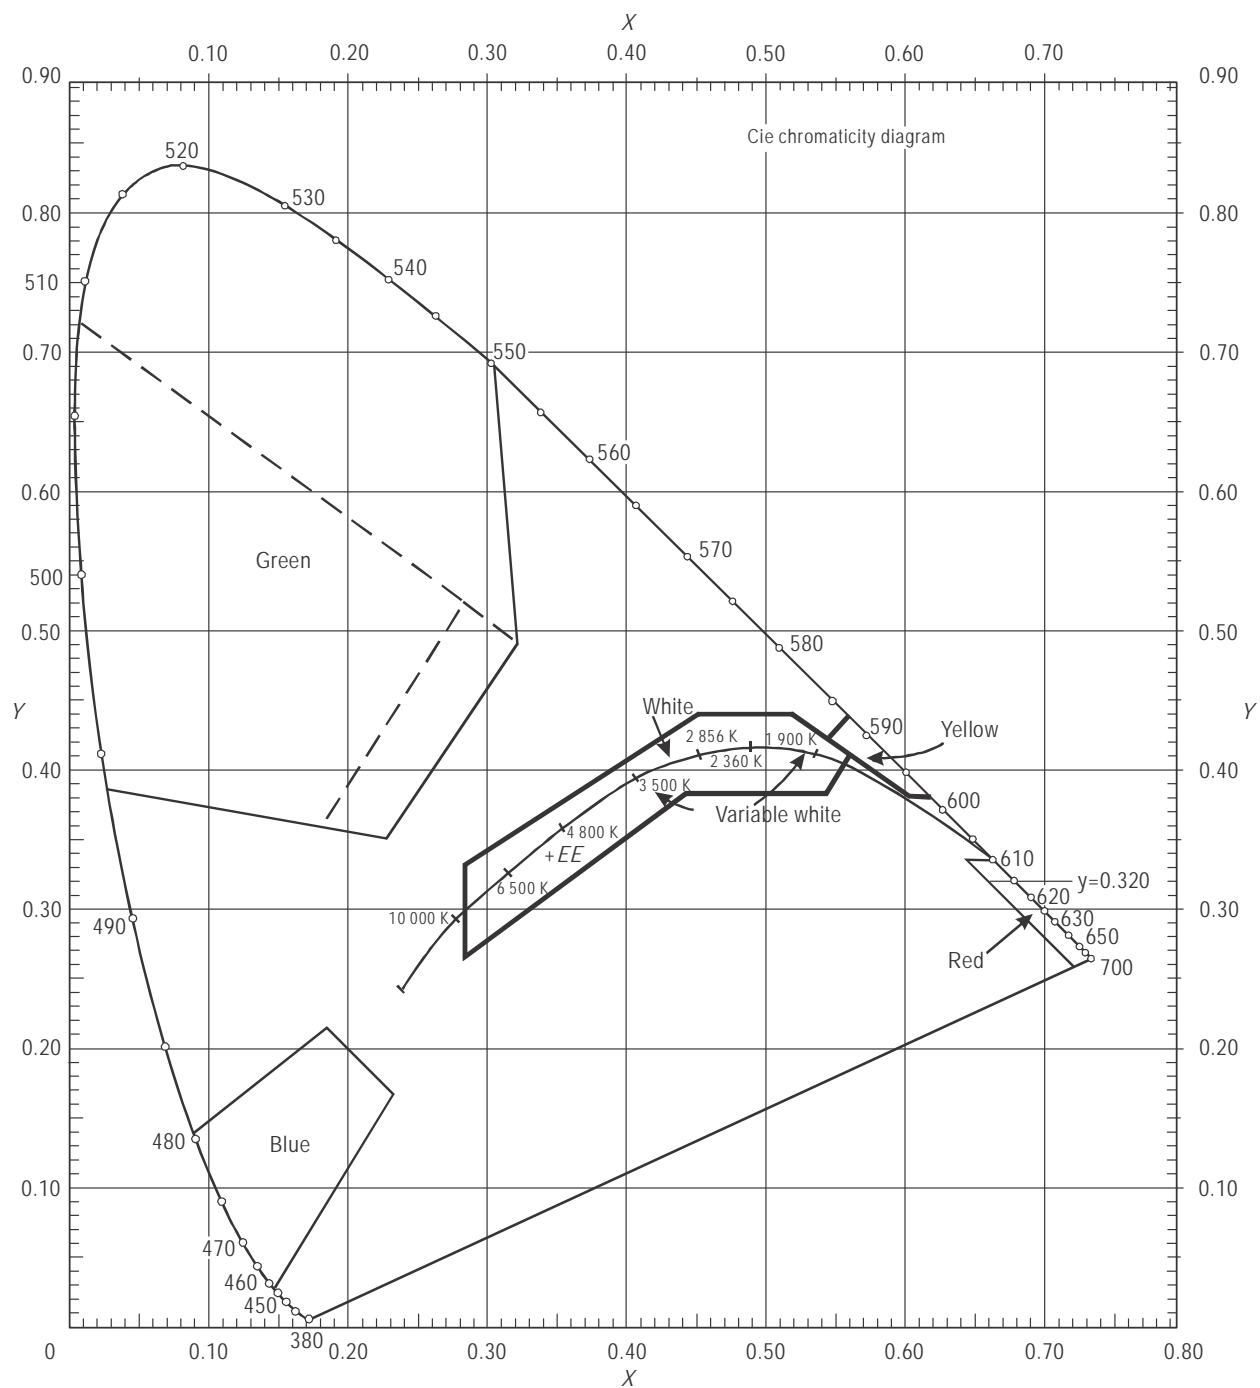 X
0.10 0.20 0.30 0.40 0.50 0.60 0.70
0.90 0.90
Cie chromaticity diagram
520
530
0.80 0.80
540
510
0.70 550 0.70
560
0.60 0.60
570
Green
500
0.50 580 0.50
Y White 590 Y
2 856 K 1 900 K Yellow
2 360 K
0.40 0.40
3 500 K 600
Variable white
4 800 K
+EE 610
6 500 K y=0.320
620
0.30 10 000 K 630 0.30
490 650
Red 700
0.20 0.20
480 Blue
0.10 0.10
470
460
450
380
0 0.10 0.20 0.30 0.40 0.50 0.60 0.70 0.80
X